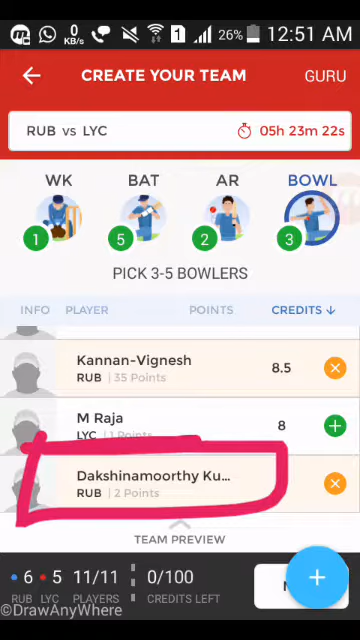 0
KB/s
1
26%
12:51 AM
CREATE YOUR TEAM
GURU
RUB vs LYC
05h 23m 22s
WK
BAT
AR
BOWL
1
5
2
3
PICK 3-5 BOWLERS
INFO
PLAYER
POINTS
CREDITS ↓
Kannan-Vignesh
RUB | 35 Points
8.5
M Raja
LYC | 1 Points
8
Dakshinamoorthy Ku...
RUB | 2 Points
TEAM PREVIEW
6 5 11/11 0/100
RUB LYC PLAYERS CREDITS LEFT
©DrawAnyWhere